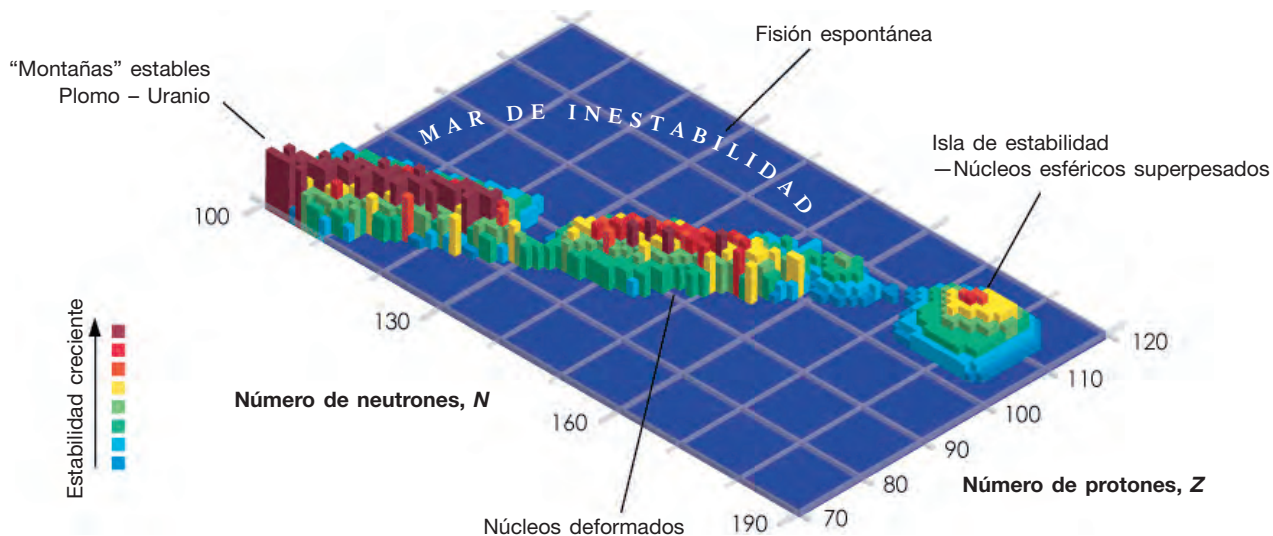 Fisión espontánea
“Montañas” estables
Plomo – Uranio
MAR DE INESTABILIDAD
Isla de estabilidad
—Núcleos esféricos superpesados
100
130
160
190
Número de neutrones, N
120
110
100
90
80
70
Número de protones, Z
Estabilidad creciente
Núcleos deformados